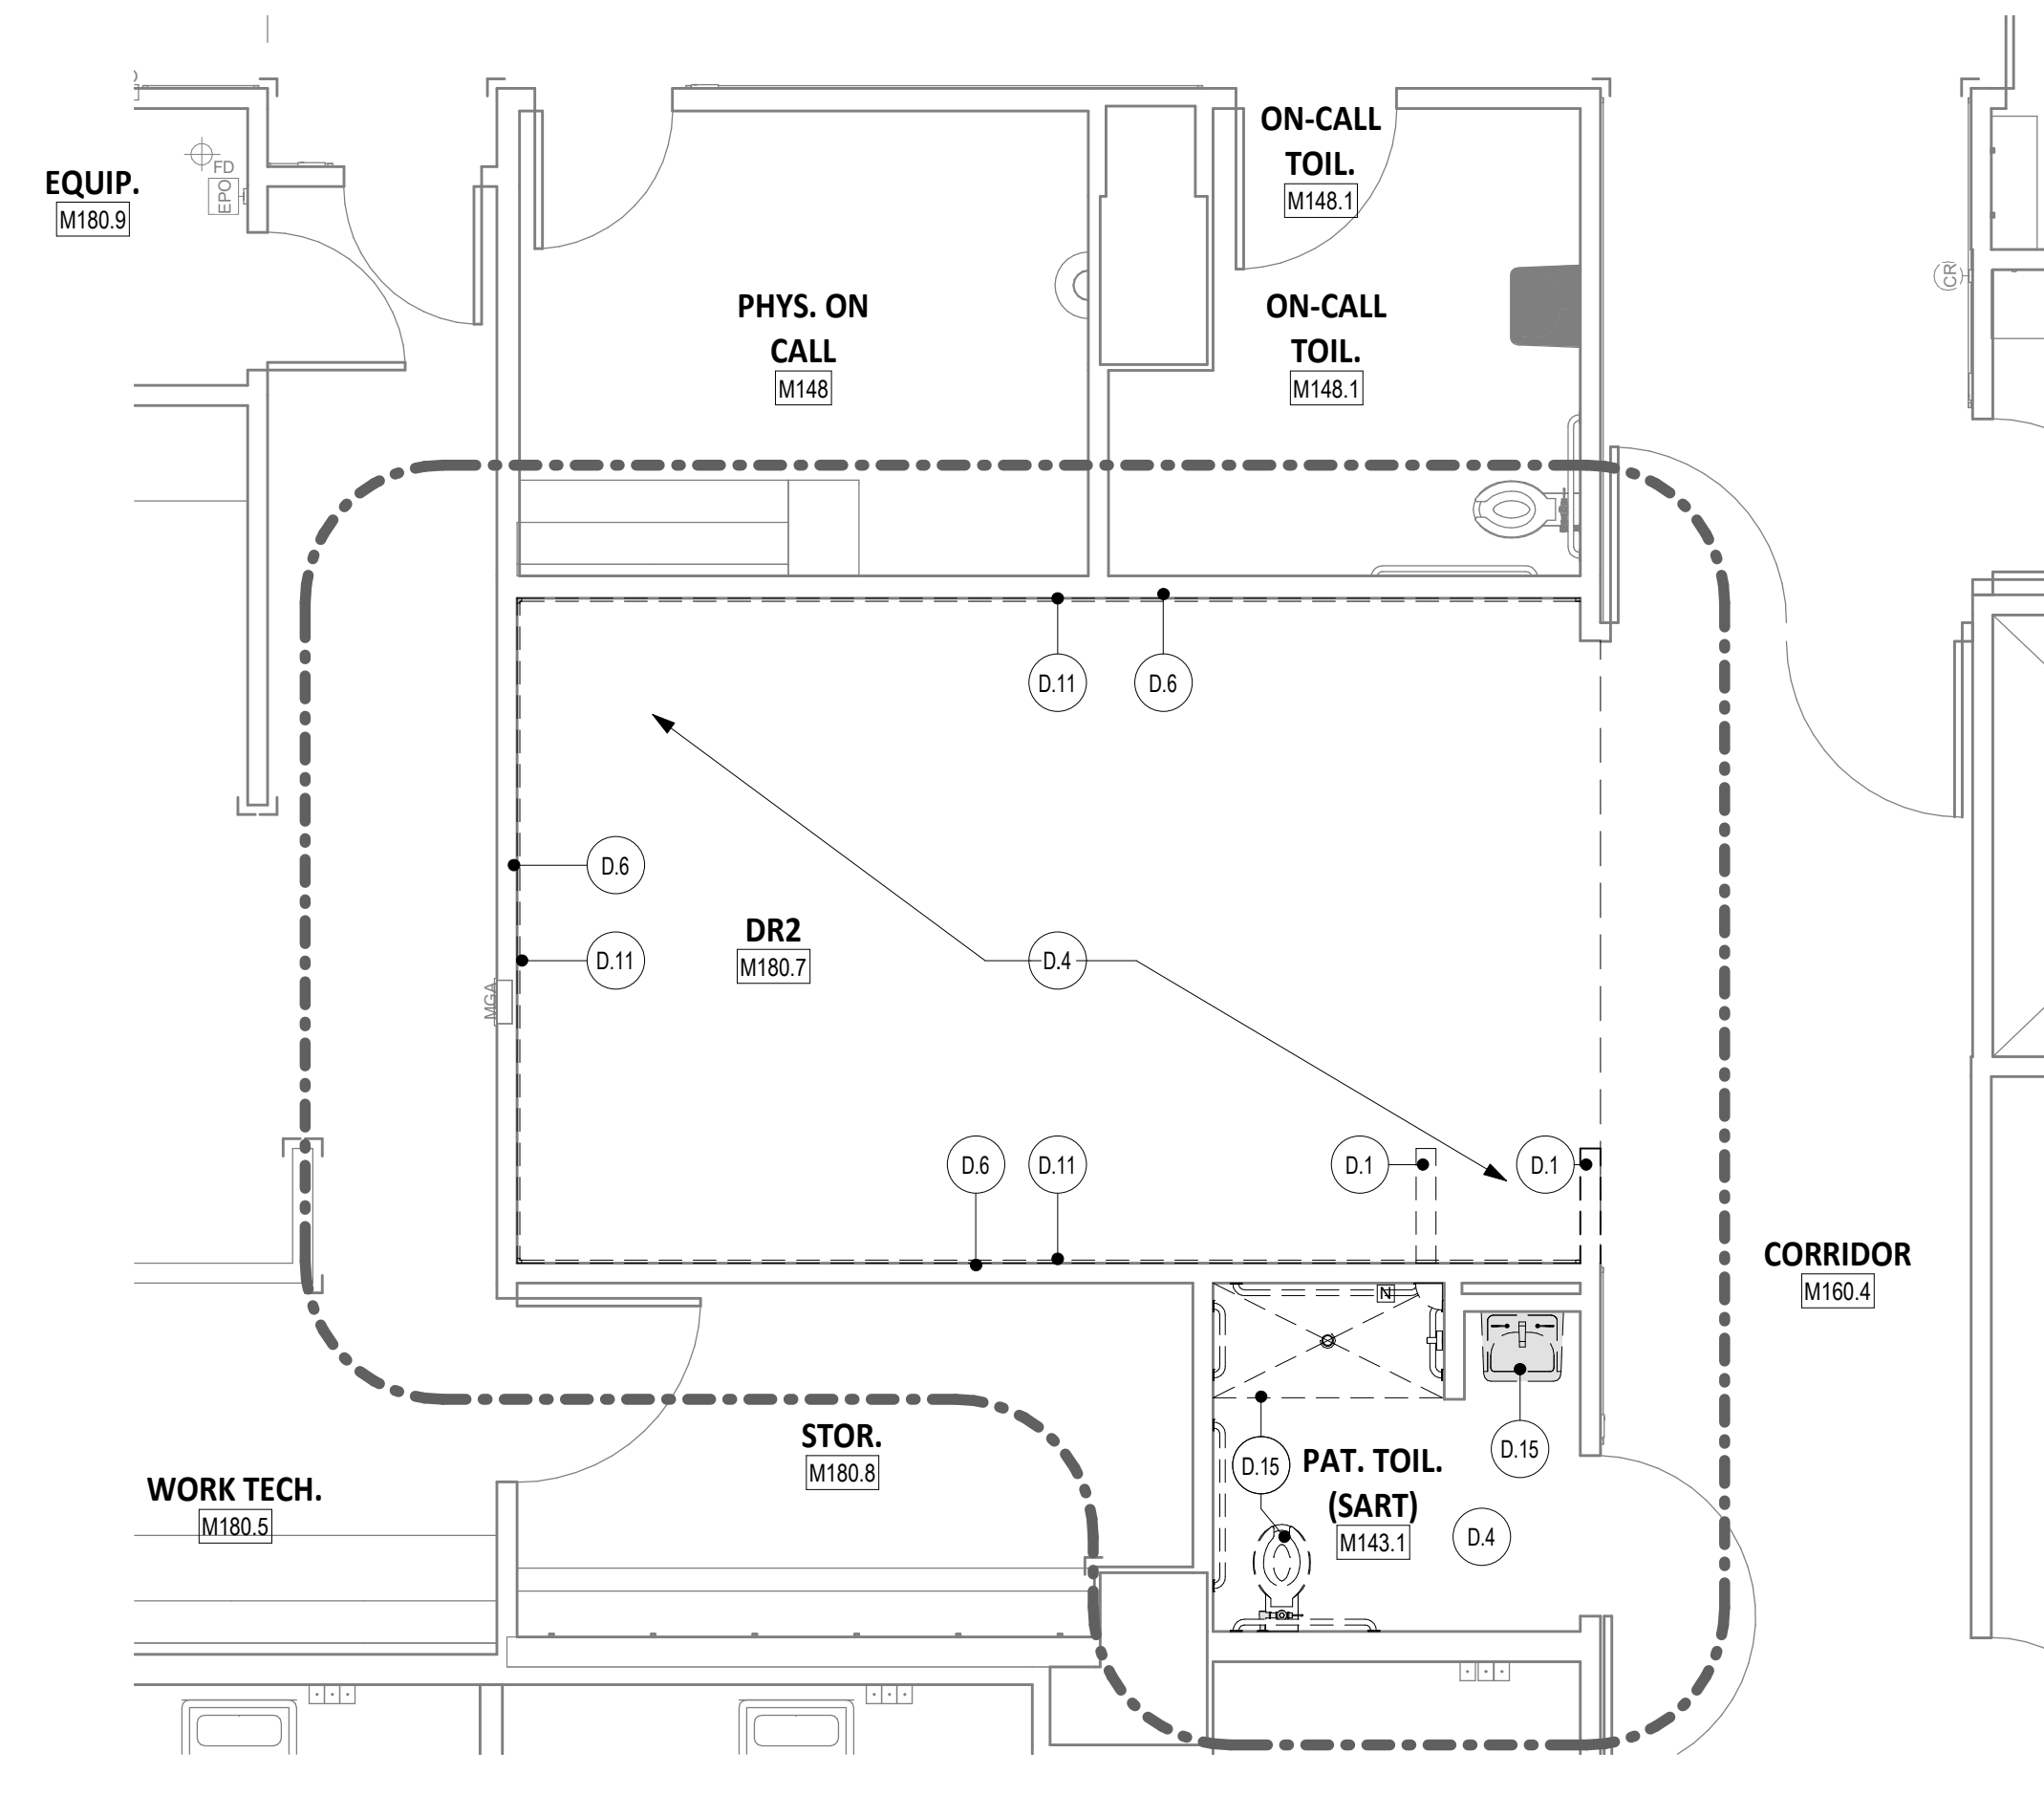 ON-CALL
TOIL.
M148.1
EQUIP.
M180.9
FD
EPO
CR
PHYS. ON
CALL
M148
ON-CALL
TOIL.
M148.1
D.11
D.6
D.6
DR2
M180.7
D.11
D.4
MGA
D.6
D.11
D.1
D.1
CORRIDOR
M160.4
N
STOR.
M180.8
D.15
PAT. TOIL.
(SART)
M143.1
D.15
D.4
WORK TECH.
M180.5